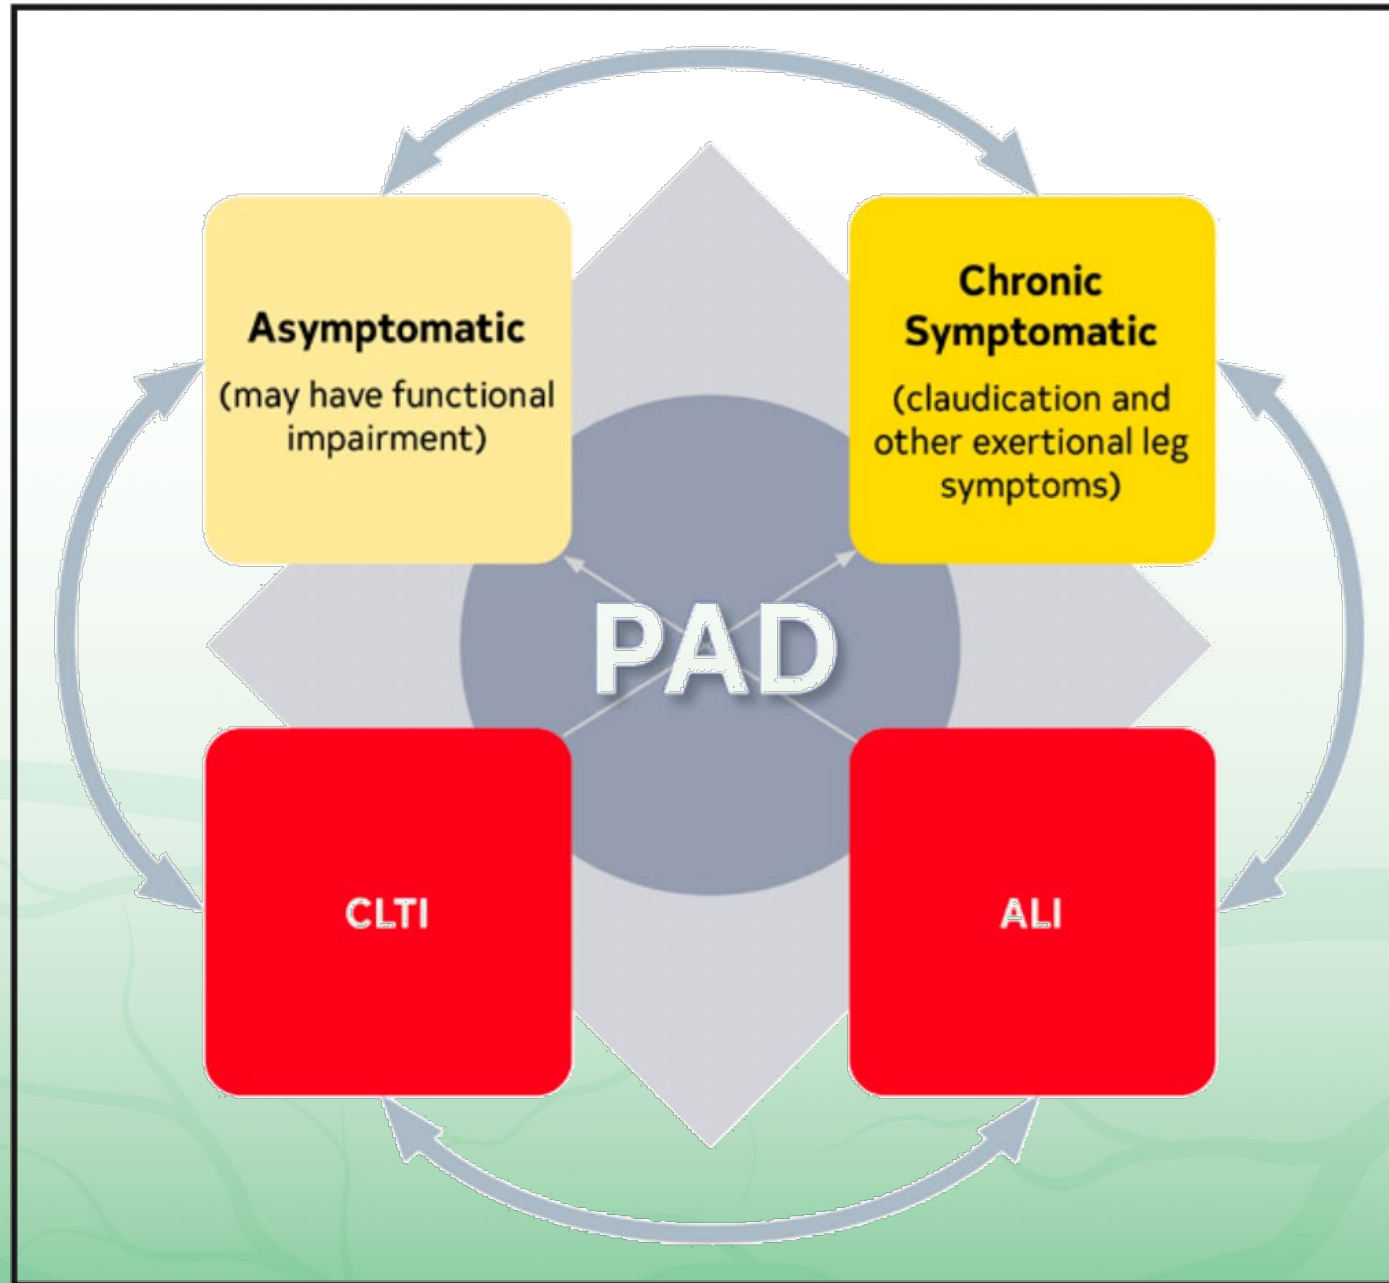 Asymptomatic
(may have functional
impairment)
Chronic
Symptomatic
(claudication and
other exertional leg
symptoms)
PAD
CLTI
ALI